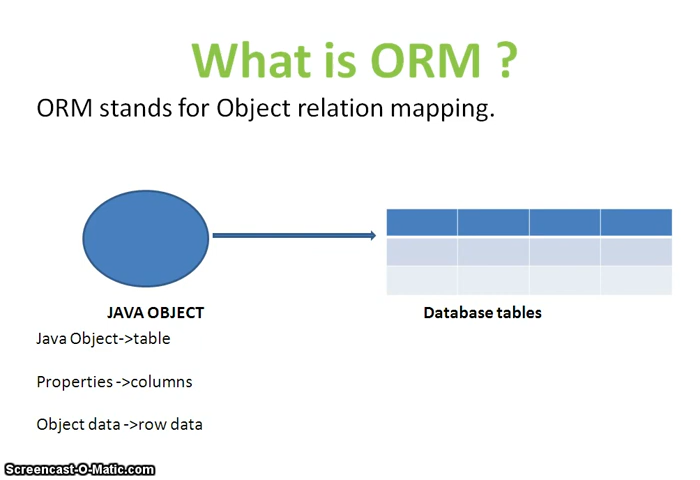 What is ORM ?
ORM stands for Object relation mapping.
JAVA OBJECT
Database tables
Java Object->table
Properties ->columns
Object data ->row data
Screencast-O-Matic.com